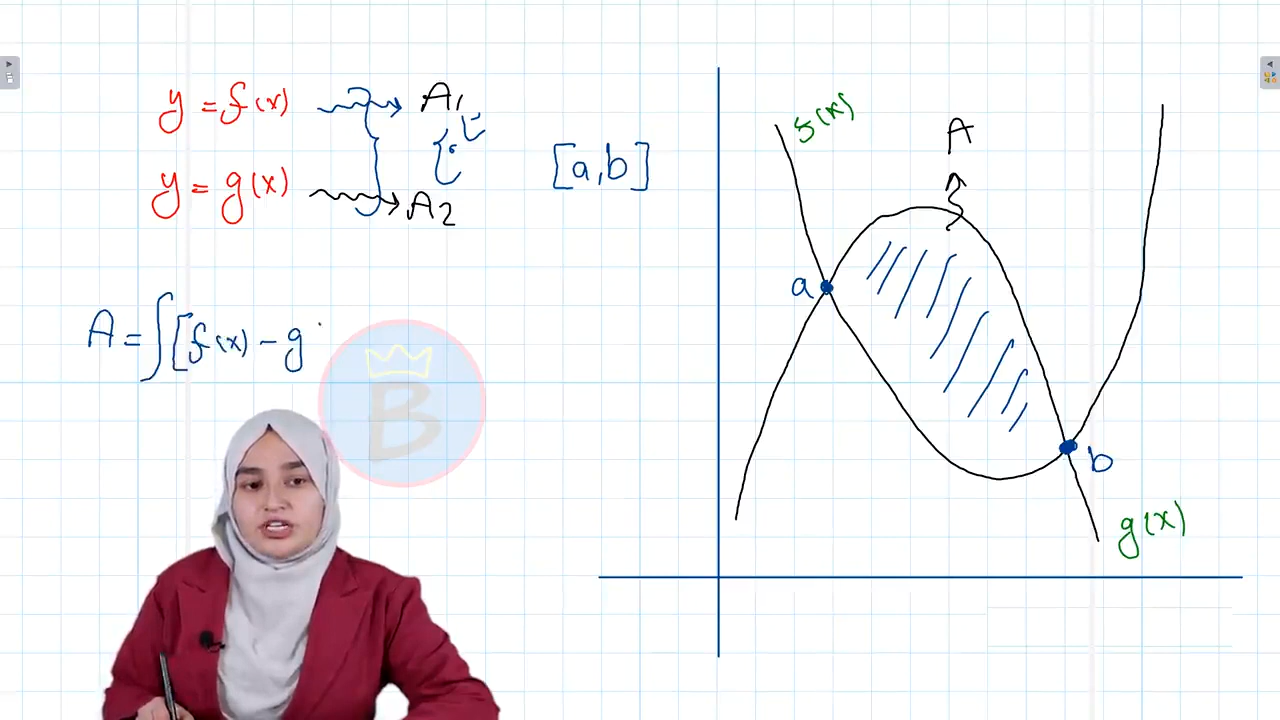 y = f(x) A1
y = g(x) A2
[a,b]
A = ∫[f(x) - g
B
f(x)
A
a
b
g(x)